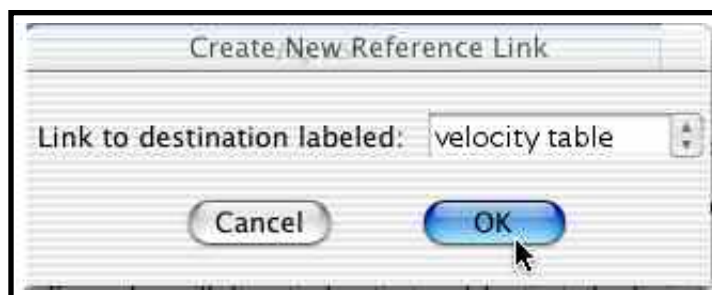 Create New Reference Link
Link to destination labeled: velocity table
Cancel OK